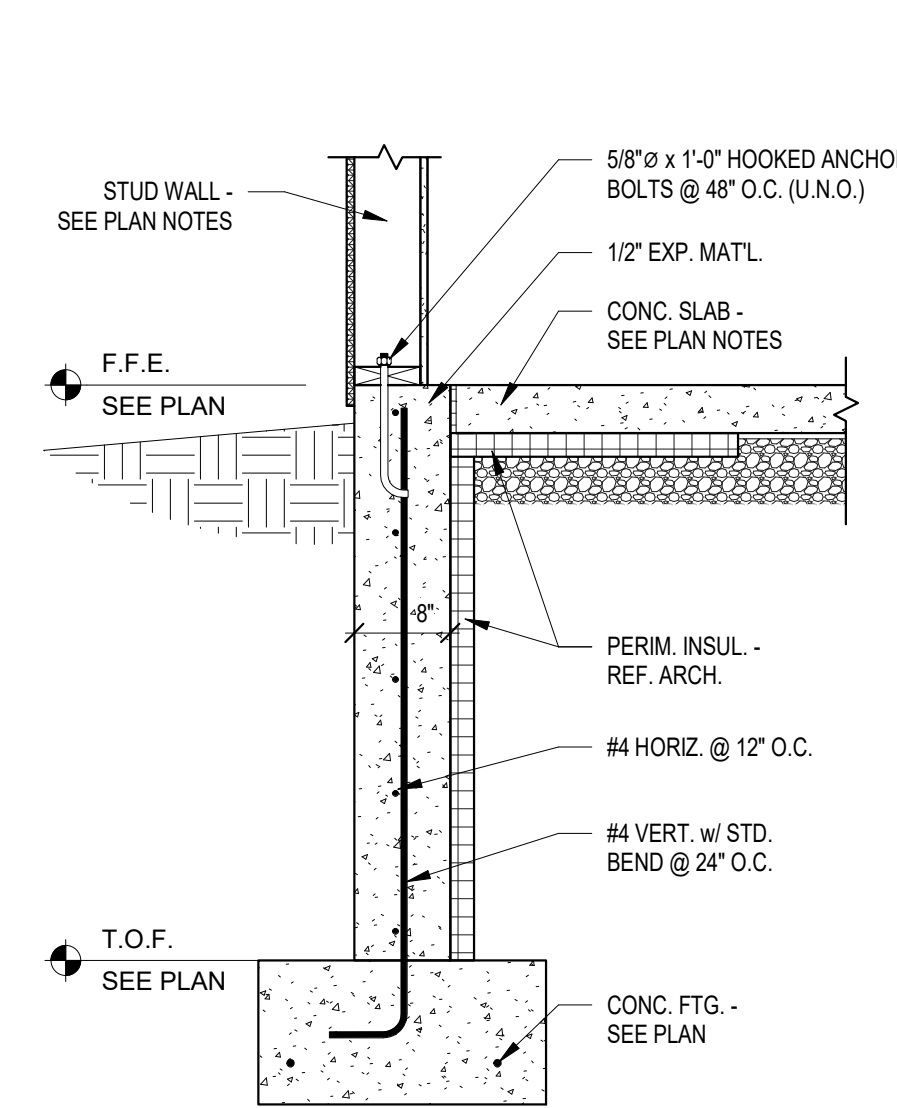 5/8"Ø x 1'-0" HOOKED ANCHO
BOLTS @ 48" O.C. (U.N.O.)
STUD WALL -
SEE PLAN NOTES
1/2" EXP. MAT'L.
CONC. SLAB -
SEE PLAN NOTES
F.F.E.
SEE PLAN
8"
PERIM. INSUL. -
REF. ARCH.
#4 HORIZ. @ 12" O.C.
#4 VERT. w/ STD.
BEND @ 24" O.C.
T.O.F.
SEE PLAN
CONC. FTG. -
SEE PLAN